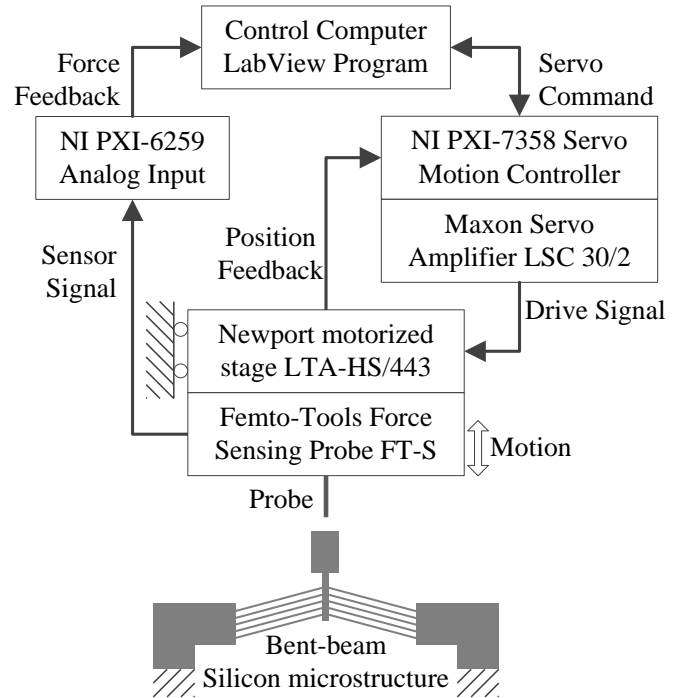 Control Computer
LabView Program
Force
Feedback
Servo
Command
NI PXI-6259
Analog Input
NI PXI-7358 Servo
Motion Controller
Maxon Servo
Amplifier LSC 30/2
Position
Feedback
Sensor
Signal
Drive Signal
Newport motorized
stage LTA-HS/443
Femto-Tools Force
Sensing Probe FT-S
Motion
Probe
Bent-beam
Silicon microstructure